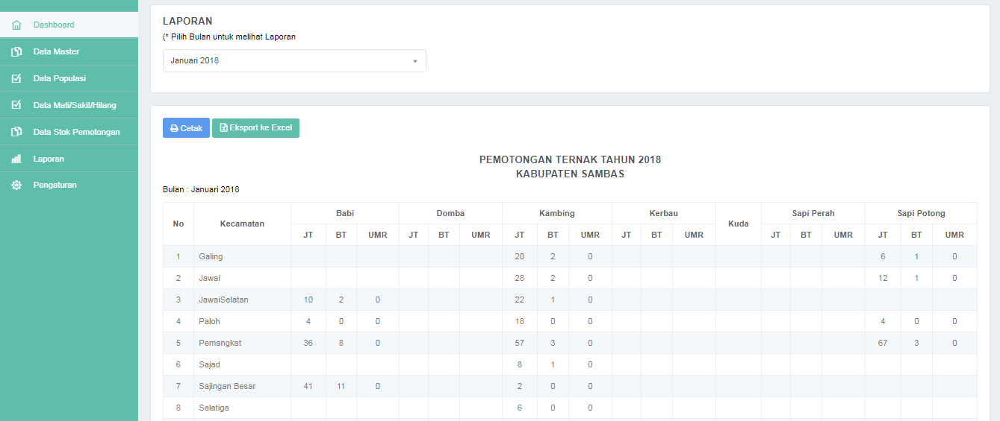 Dashboard
Data Master
Data Populasi
Data Mati/Sakit/Hilang
Data Stok Pemotongan
Laporan
Pengaturan
LAPORAN
(* Pilih Bulan untuk melihat Laporan
Januari 2018
Cetak Eksport ke Excel
PEMOTONGAN TERNAK TAHUN 2018
KABUPATEN SAMBAS
Bulan : Januari 2018
No Kecamatan Babi Domba Kambing Kerbau Kuda Sapi Perah Sapi Potong
JT BT UMR JT BT UMR JT BT UMR JT BT UMR JT BT UMR JT BT UMR
1 Galing 20 2 0 6 1 0
2 Jawai 28 2 0 12 1 0
3 JawaiSelatan 10 2 0 22 1 0
4 Paloh 4 0 0 18 0 0 4 0 0
5 Pemangkat 36 8 0 57 3 0 67 3 0
6 Sajad 8 1 0
7 Sajingan Besar 41 11 0 2 0 0
8 Salatiga 6 0 0